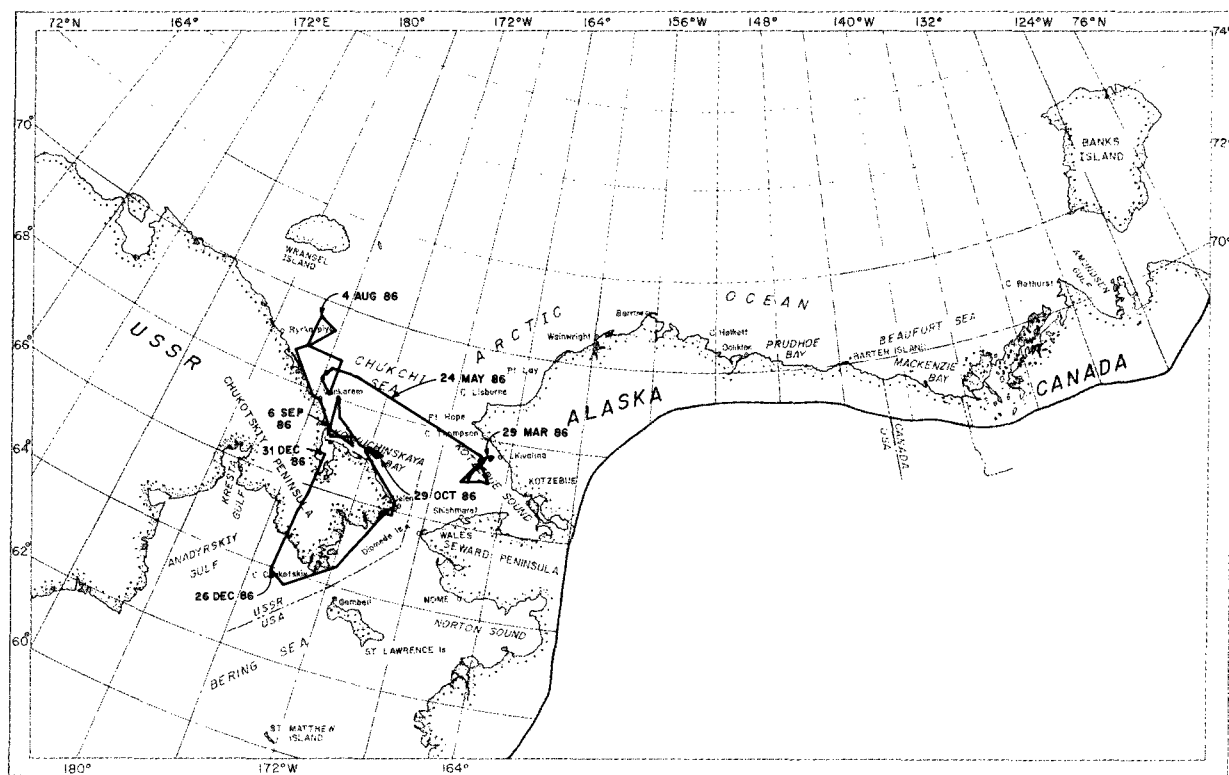 72°N 164°W 172°E 180° 172°W 164° 156°W 148°W 140°W 132°W 124°W 76°N
74°
70°
BANKS
ISLAND
72°
68°
WRANGEL
ISLAND
70°
4 AUG 86
USSR
66°
ARCTIC OCEAN
C Bathurst
AMUNDSEN
GULF
Barrow
Wainwright
C Halkett
Oliktok
PRUDHOE
BAY
BEAUFORT SEA
BARTER ISLAND
MACKENZIE
BAY
CHUKCHI
SEA
Pt Lay
24 MAY 86
C Lisburne
ALASKA
CANADA
USA
CANADA
Pt Hope
C Thompson
29 MAR 86
Kivalina
KOTZEBUE
KOTZEBUE SOUND
CHUKOTSKIY
PENINSULA
6 SEP
86
64°
31 DEC
86
BAY
29 OCT 86
KRESTA
GULF
Shishmaref
Diomede Is
WALES
SEWARD PENINSULA
62°
ANADYRSKIY
GULF
C Chukotskiy
26 DEC 86
USSR
USA
Gambell
NOME
NORTON SOUND
ST LAWRENCE Is
60°
BERING SEA
ST MATTHEW
ISLAND
180° 172°W 164°